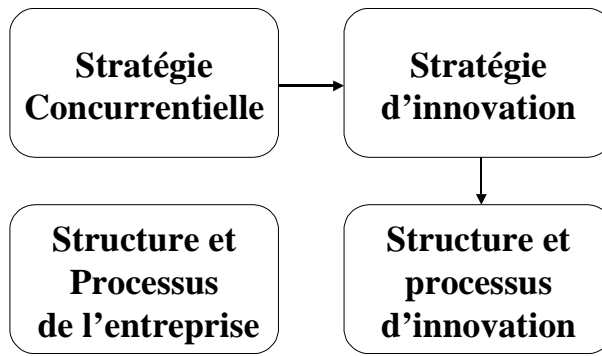 Stratégie
Concurrentielle
Stratégie
d’innovation
Structure et
Processus
de l’entreprise
Structure et
processus
d’innovation